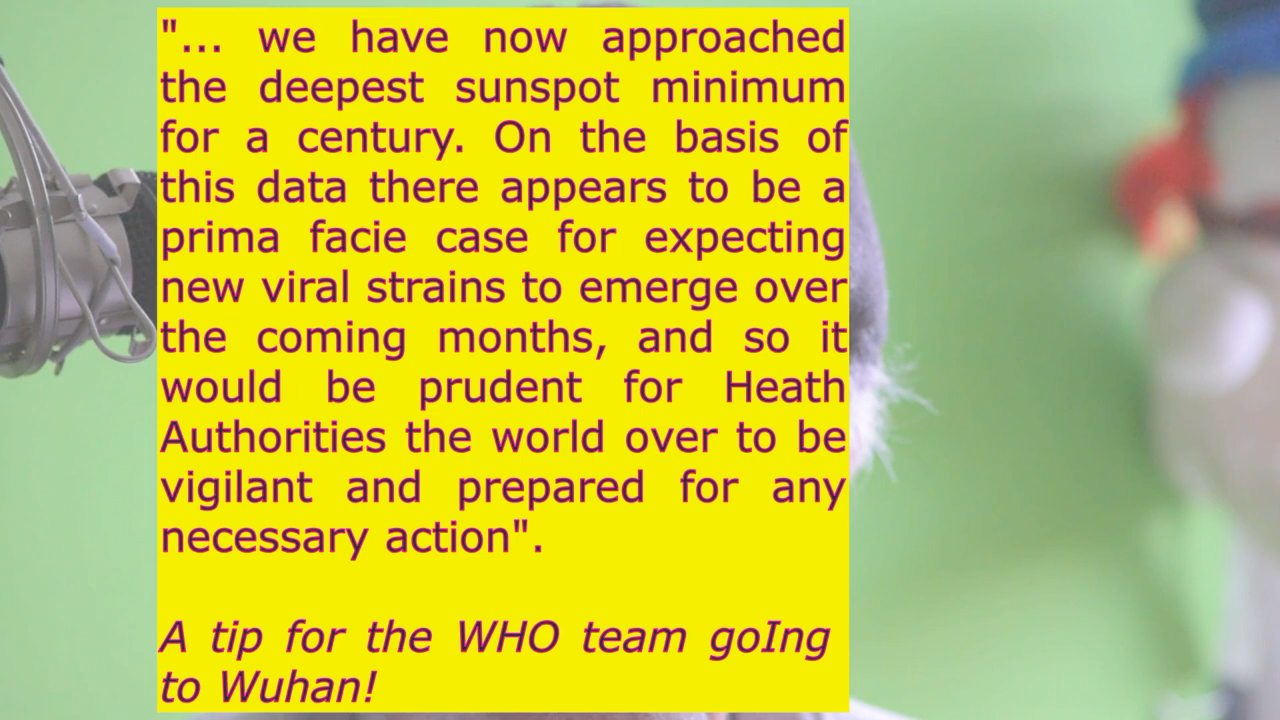 "... we have now approached
the deepest sunspot minimum
for a century. On the basis of
this data there appears to be a
prima facie case for expecting
new viral strains to emerge over
the coming months, and so it
would be prudent for Heath
Authorities the world over to be
vigilant and prepared for any
necessary action".
A tip for the WHO team goIng
to Wuhan!